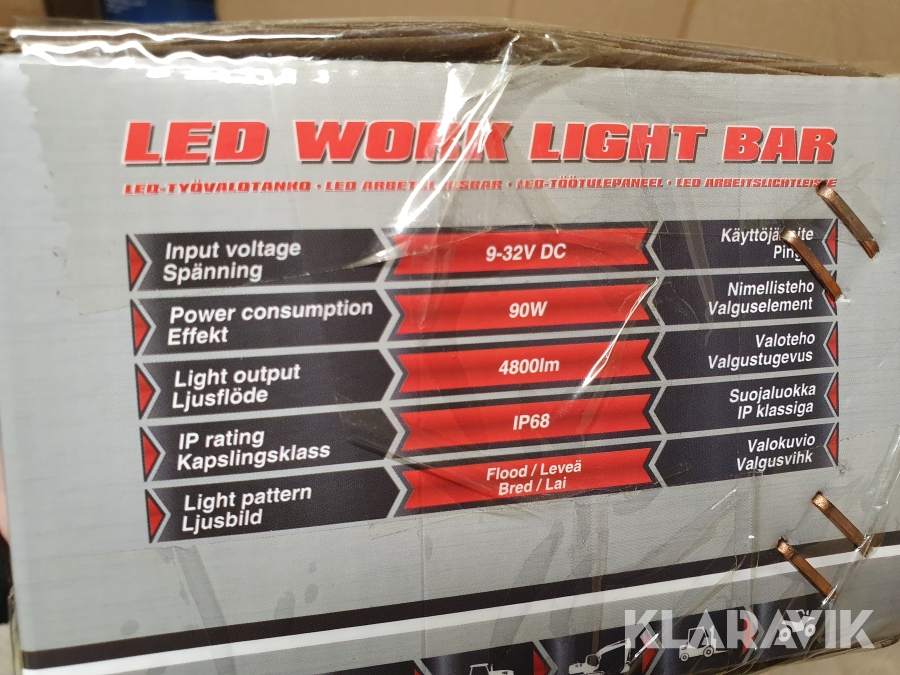 LED WORK LIGHT BAR
LED-TYÖVALOTANKO • LED • LED-TÖÖTULEPANEEL • LED ARBEITSLICHTLEISTE
Input voltage
Spänning
9-32V DC
Power consumption
Effekt
90W
Nimellisteho
Valguselement
Light output
Ljusflöde
4800lm
Valoteho
Valgustugevus
IP rating
Kapslingsklass
IP68
Suojaluokka
IP klassiga
Light pattern
Ljusbild
Flood / Leveä
Bred / Lai
Valokuvio
Valgusvihk
KLARAVIK